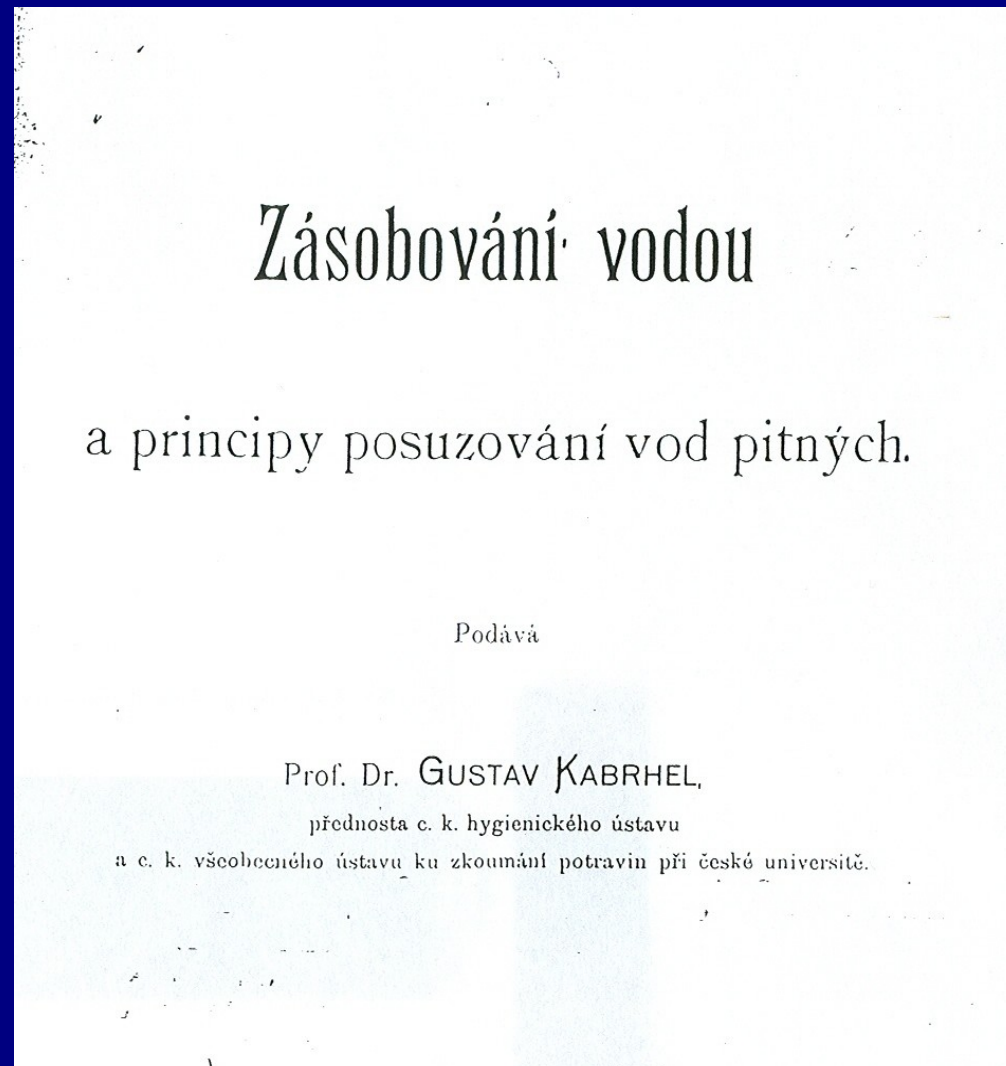 Zásobování vodou
a principy posuzování vod pitných.
Podává
Prof. Dr. GUSTAV KABRHEL,
přednosta c. k. hygienického ústavu
a c. k. všeobecného ústavu ku zkoumání potravin při české universitě.